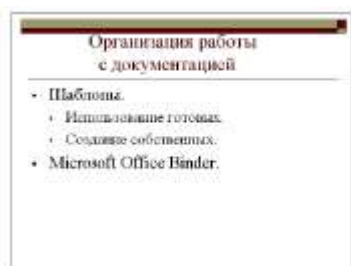 Организация работы
с документацией
• Шаблоны.
• Использование готовых.
• Создание собственных.
• Microsoft Office Binder.